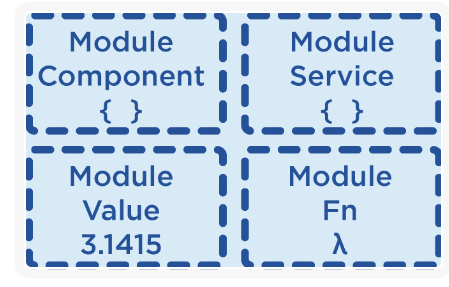 Module
Component
{ }
Module
Service
{ }
Module
Value
3.1415
Module
Fn
λ